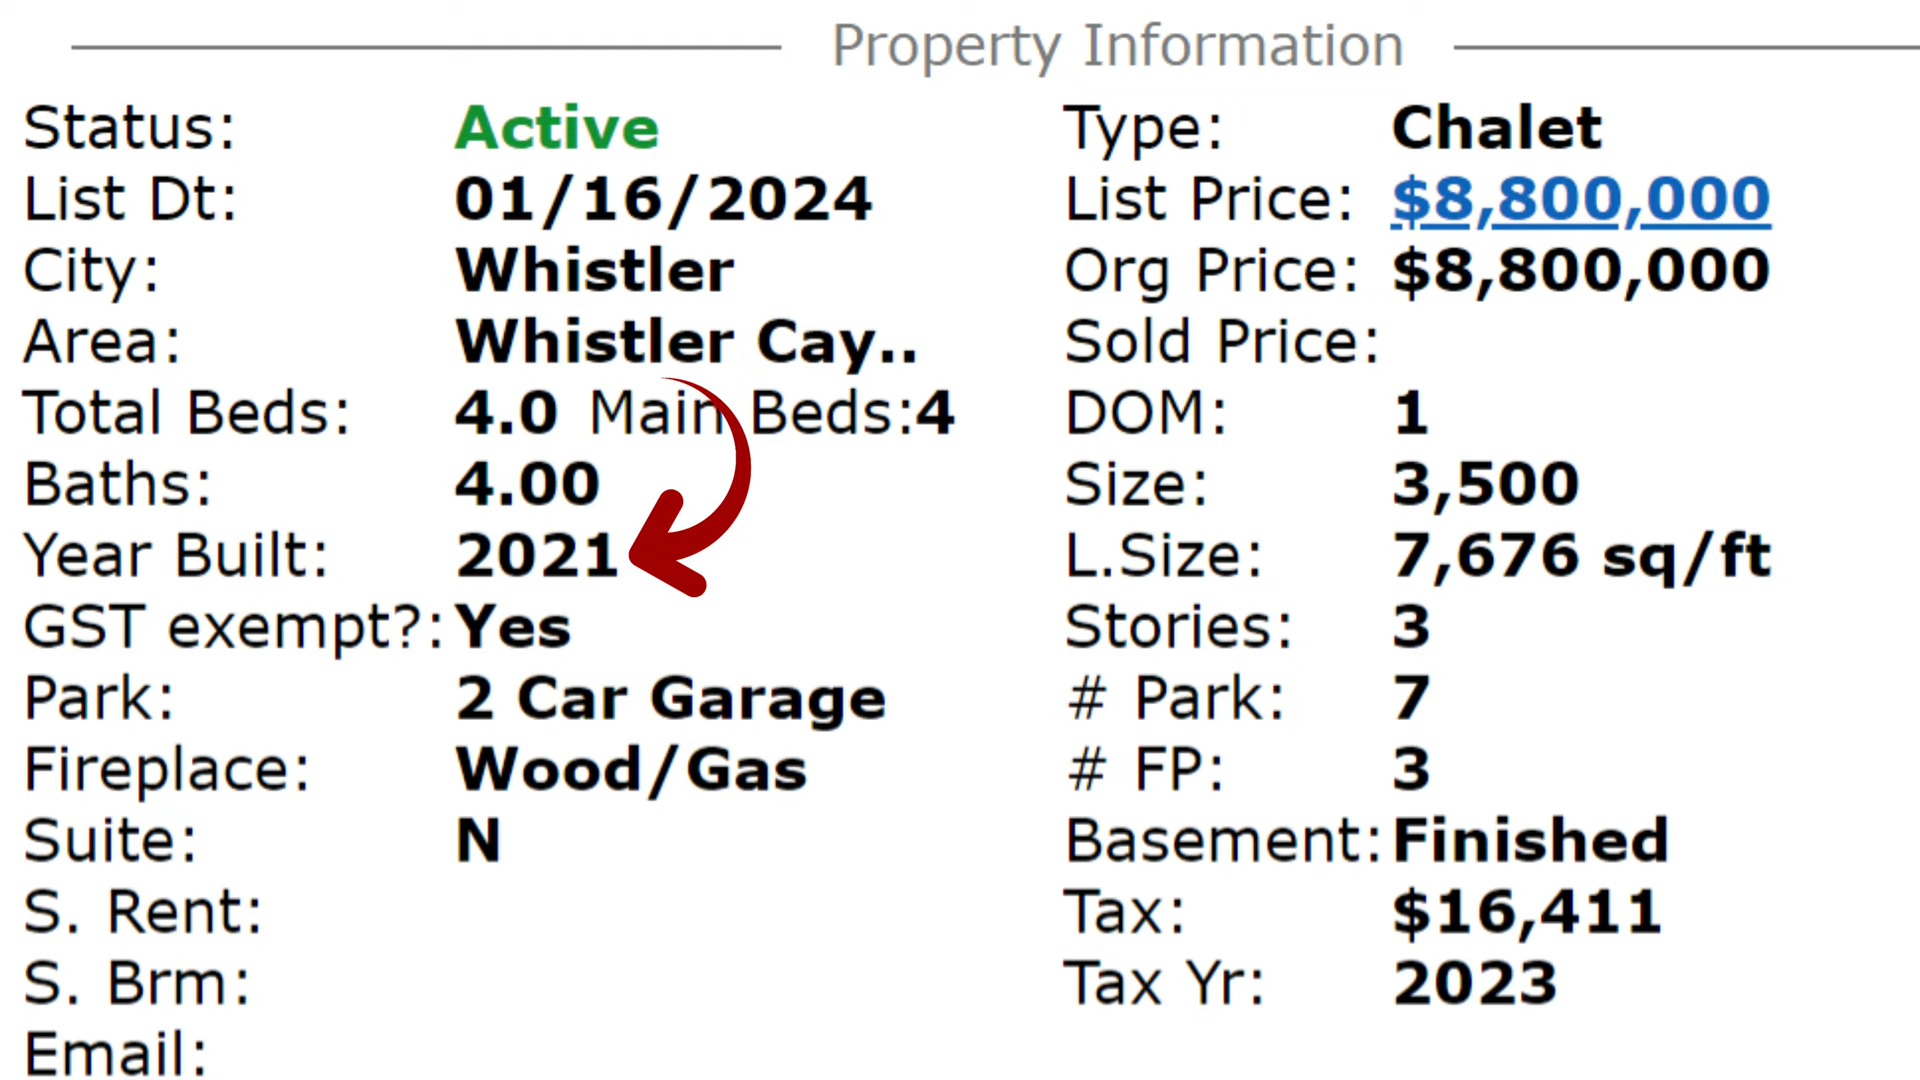 Property Information
Status: Active Type: Chalet
List Dt: 01/16/2024 List Price: $8,800,000
City: Whistler Org Price: $8,800,000
Area: Whistler Cay.. Sold Price:
Total Beds: 4.0 Main Beds:4 DOM: 1
Baths: 4.00 Size: 3,500
Year Built: 2021 L.Size: 7,676 sq/ft
GST exempt?: Yes Stories: 3
Park: 2 Car Garage # Park: 7
Fireplace: Wood/Gas # FP: 3
Suite: N Basement: Finished
S. Rent: Tax: $16,411
S. Brm: Tax Yr: 2023
Email: